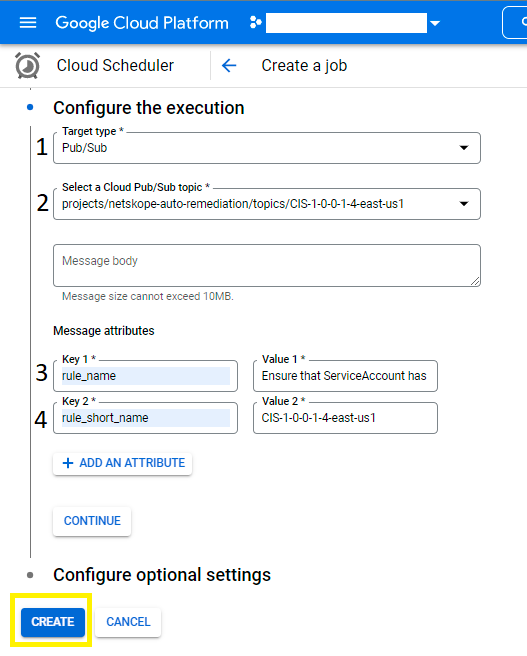 Google Cloud Platform
Cloud Scheduler
Create a job
Configure the execution
1
Target type *
Pub/Sub
2
Select a Cloud Pub/Sub topic *
projects/netskope-auto-remediation/topics/CIS-1-0-0-1-4-east-us1
Message body
Message size cannot exceed 10MB.
Message attributes
3
Key 1 *
rule_name
Value 1 *
Ensure that ServiceAccount has
4
Key 2 *
rule_short_name
Value 2 *
CIS-1-0-0-1-4-east-us1
+ ADD AN ATTRIBUTE
CONTINUE
Configure optional settings
CREATE
CANCEL